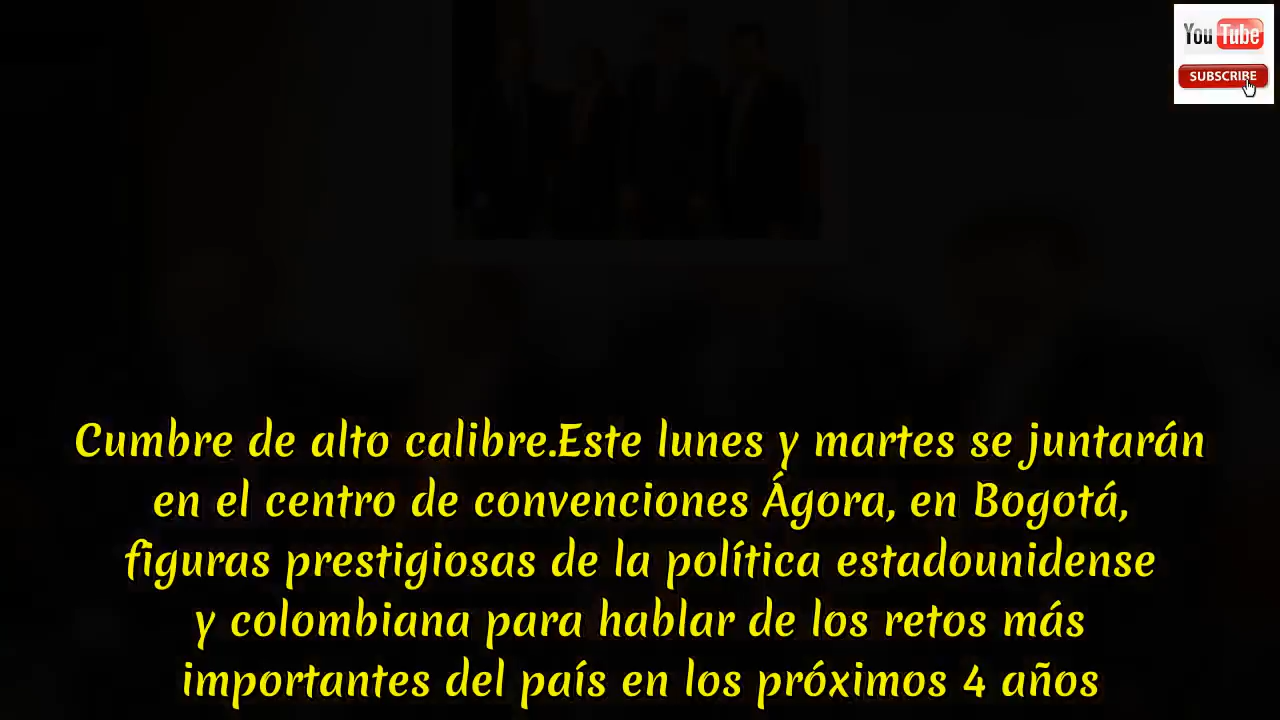 You Tube
SUBSCRIBE
Cumbre de alto calibre.Este lunes y martes se juntarán
en el centro de convenciones Ágora, en Bogotá,
figuras prestigiosas de la política estadounidense
y colombiana para hablar de los retos más
importantes del país en los próximos 4 años